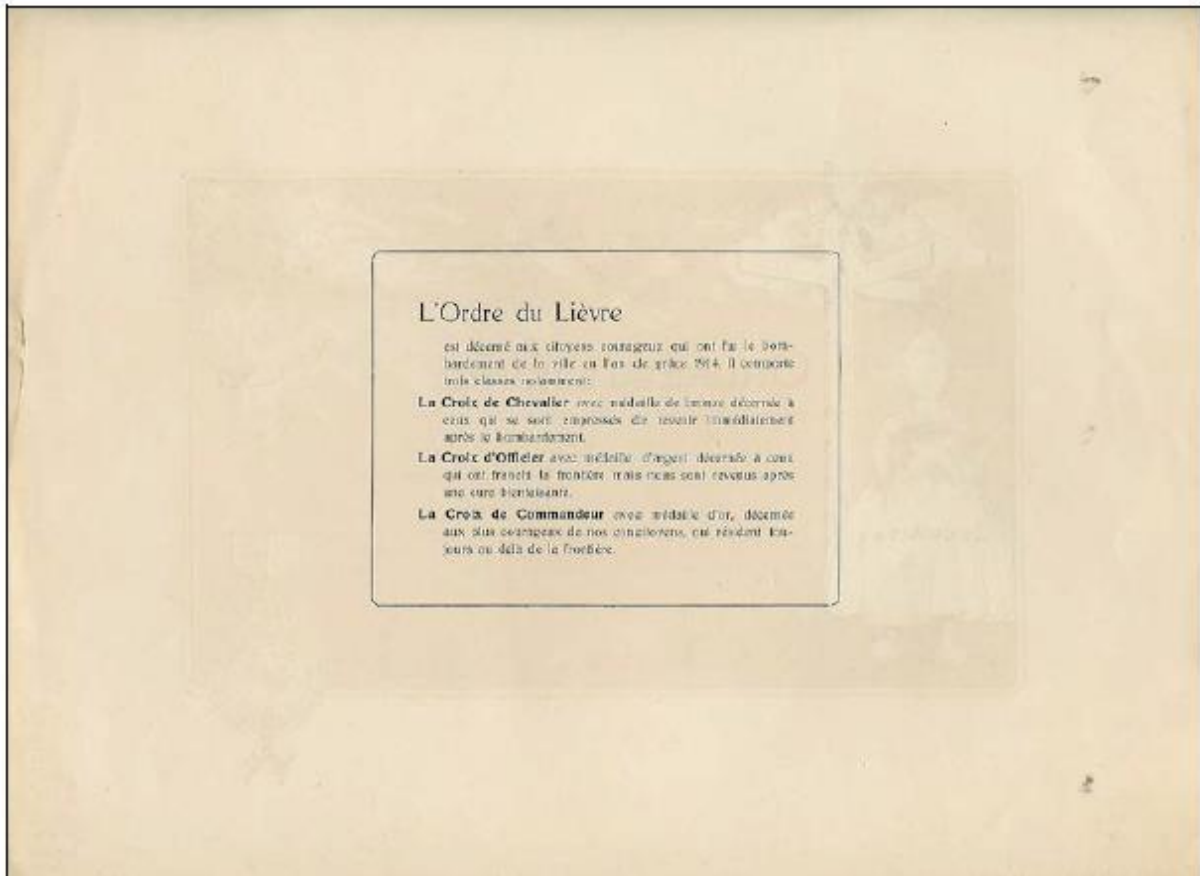 L'Ordre du Lièvre
est décerné aux citoyens courageux qui ont fui le bom-
bardement de la ville en l'an de grâce 1914. Il comporte
trois classes notamment:
La Croix de Chevalier avec médaille de bronze décernée à
ceux qui se sont empressés de revenir immédiatement
après le bombardement.
La Croix d'Officier avec médaille d'argent décernée à ceux
qui ont franchi la frontière mais nous sont revenus après
une cure bienfaisante.
La Croix de Commandeur avec médaille d'or, décernée
aux plus courageux de nos concitoyens, qui résident tou-
jours au delà de la frontière.